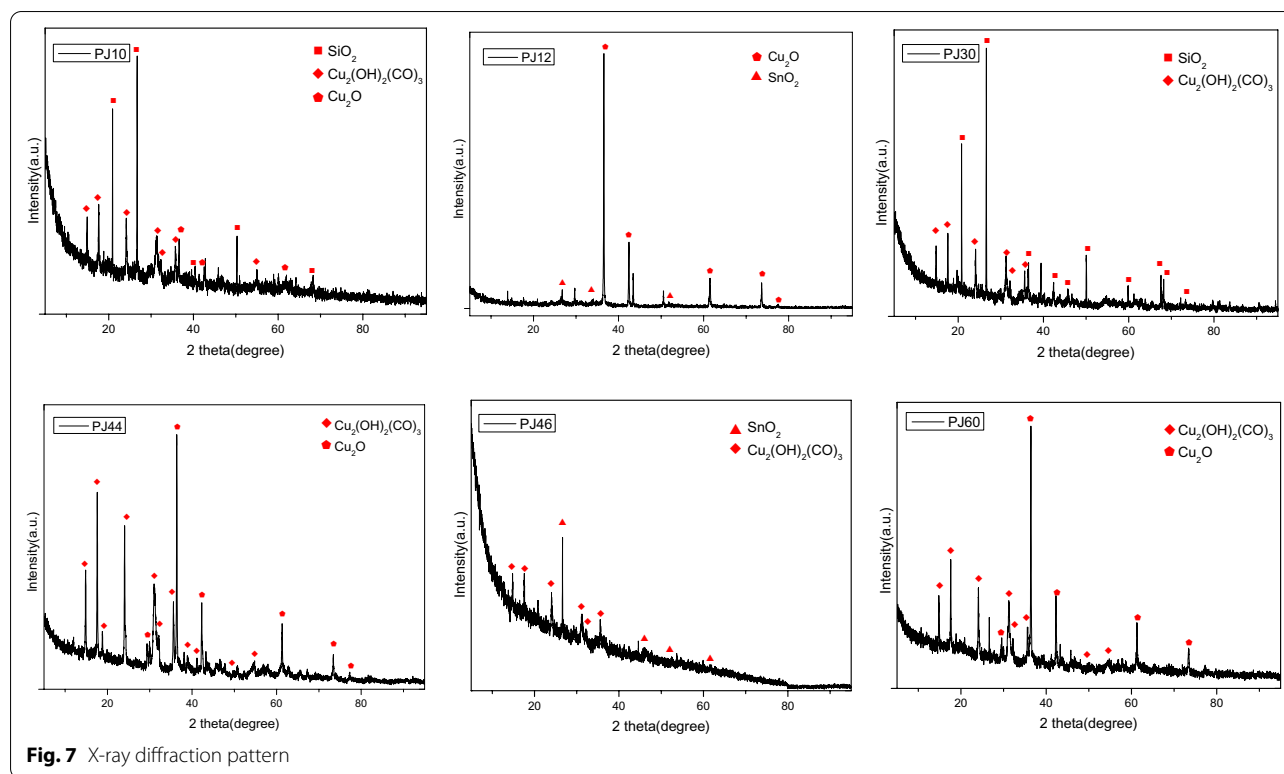 PJ10
SiO₂
Cu₂(OH)₂(CO)₃
Cu₂O
Intensity(a.u.)
20 40 60 80
2 theta(degree)
PJ12
Cu₂O
SnO₂
Intensity(a.u.)
20 40 60 80
2 theta(degree)
PJ30
SiO₂
Cu₂(OH)₂(CO)₃
Intensity(a.u.)
20 40 60 80
2 theta(degree)
PJ44
Cu₂(OH)₂(CO)₃
Cu₂O
Intensity(a.u.)
20 40 60 80
2 theta(degree)
PJ46
SnO₂
Cu₂(OH)₂(CO)₃
Intensity(a.u.)
20 40 60 80
2 theta(degree)
PJ60
Cu₂(OH)₂(CO)₃
Cu₂O
Intensity(a.u.)
20 40 60 80
2 theta(degree)
Fig. 7 X-ray diffraction pattern